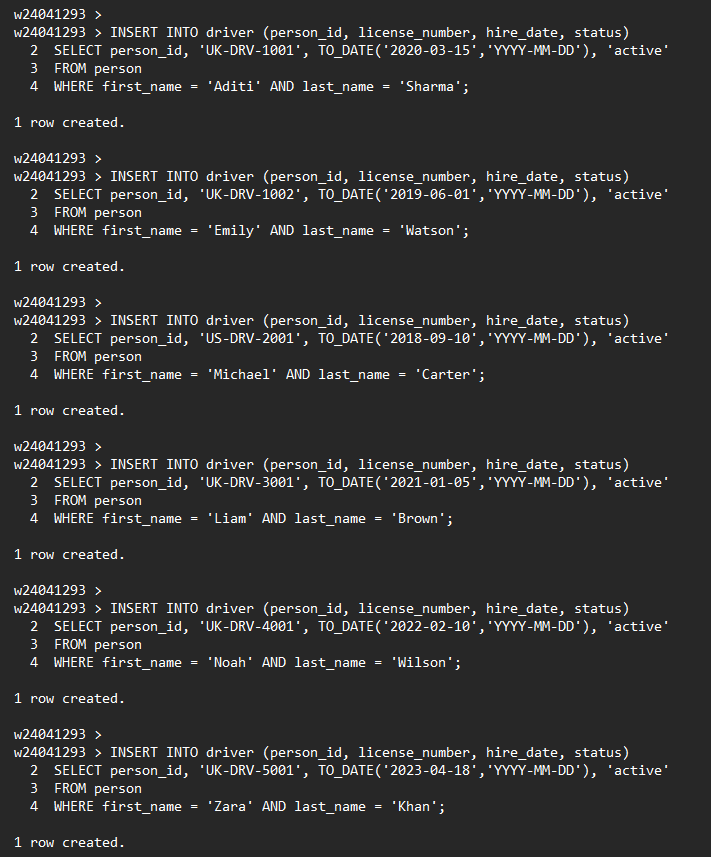 w24041293 >
w24041293 > INSERT INTO driver (person_id, license_number, hire_date, status)
  2  SELECT person_id, 'UK-DRV-1001', TO_DATE('2020-03-15','YYYY-MM-DD'), 'active'
  3  FROM person
  4  WHERE first_name = 'Aditi' AND last_name = 'Sharma';

1 row created.

w24041293 >
w24041293 > INSERT INTO driver (person_id, license_number, hire_date, status)
  2  SELECT person_id, 'UK-DRV-1002', TO_DATE('2019-06-01','YYYY-MM-DD'), 'active'
  3  FROM person
  4  WHERE first_name = 'Emily' AND last_name = 'Watson';

1 row created.

w24041293 >
w24041293 > INSERT INTO driver (person_id, license_number, hire_date, status)
  2  SELECT person_id, 'US-DRV-2001', TO_DATE('2018-09-10','YYYY-MM-DD'), 'active'
  3  FROM person
  4  WHERE first_name = 'Michael' AND last_name = 'Carter';

1 row created.

w24041293 >
w24041293 > INSERT INTO driver (person_id, license_number, hire_date, status)
  2  SELECT person_id, 'UK-DRV-3001', TO_DATE('2021-01-05','YYYY-MM-DD'), 'active'
  3  FROM person
  4  WHERE first_name = 'Liam' AND last_name = 'Brown';

1 row created.

w24041293 >
w24041293 > INSERT INTO driver (person_id, license_number, hire_date, status)
  2  SELECT person_id, 'UK-DRV-4001', TO_DATE('2022-02-10','YYYY-MM-DD'), 'active'
  3  FROM person
  4  WHERE first_name = 'Noah' AND last_name = 'Wilson';

1 row created.

w24041293 >
w24041293 > INSERT INTO driver (person_id, license_number, hire_date, status)
  2  SELECT person_id, 'UK-DRV-5001', TO_DATE('2023-04-18','YYYY-MM-DD'), 'active'
  3  FROM person
  4  WHERE first_name = 'Zara' AND last_name = 'Khan';

1 row created.